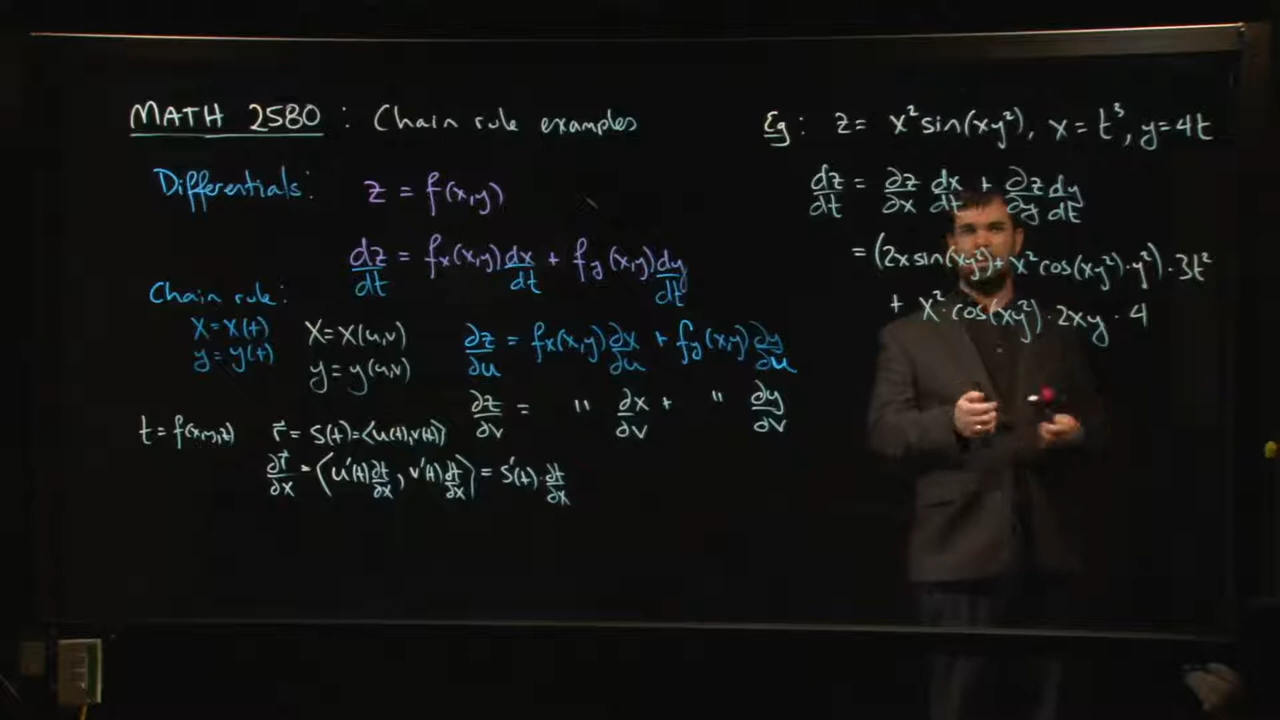 MATH 2580 : Chain rule examples
Differentials: z = f(x,y)
dz/dt = fx(x,y) dx/dt + fy(x,y) dy/dt
Chain rule:
x = x(t)
y = y(t)
x = x(u,v)
y = y(u,v)
∂z/∂u = fx(x,y) ∂x/∂u + fy(x,y) ∂y/∂u
∂z/∂v = " ∂x/∂v + " ∂y/∂v
t = f(x,y,z) r⃗ = s(t) = ⟨u(t), v(t)⟩
∂r⃗/∂x = ⟨u'(t) ∂t/∂x, v'(t) ∂t/∂x⟩ = s'(t) · ∂t/∂x
Eg: z = x² sin(xy²), x = t³, y = 4t
dz/dt = ∂z/∂x dx/dt + ∂z/∂y dy/dt
= (2x sin(xy²) + x² cos(xy²) · y²) · 3t²
+ x² · cos(xy²) · 2xy · 4